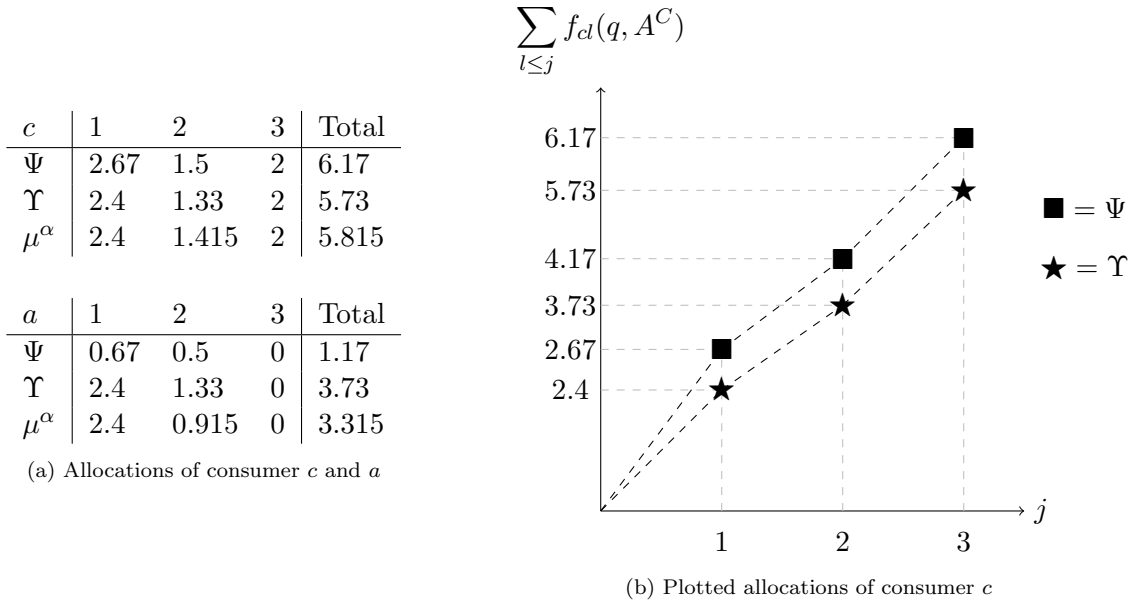 c 1 2 3 Total
Ψ 2.67 1.5 2 6.17
ϒ 2.4 1.33 2 5.73
μ^α 2.4 1.415 2 5.815
a 1 2 3 Total
Ψ 0.67 0.5 0 1.17
ϒ 2.4 1.33 0 3.73
μ^α 2.4 0.915 0 3.315
(a) Allocations of consumer c and a
∑_{l≤j} f_{cl}(q, A^C)
6.17
5.73
4.17
3.73
2.67
2.4
1 2 3
j
■ = Ψ
★ = ϒ
(b) Plotted allocations of consumer c